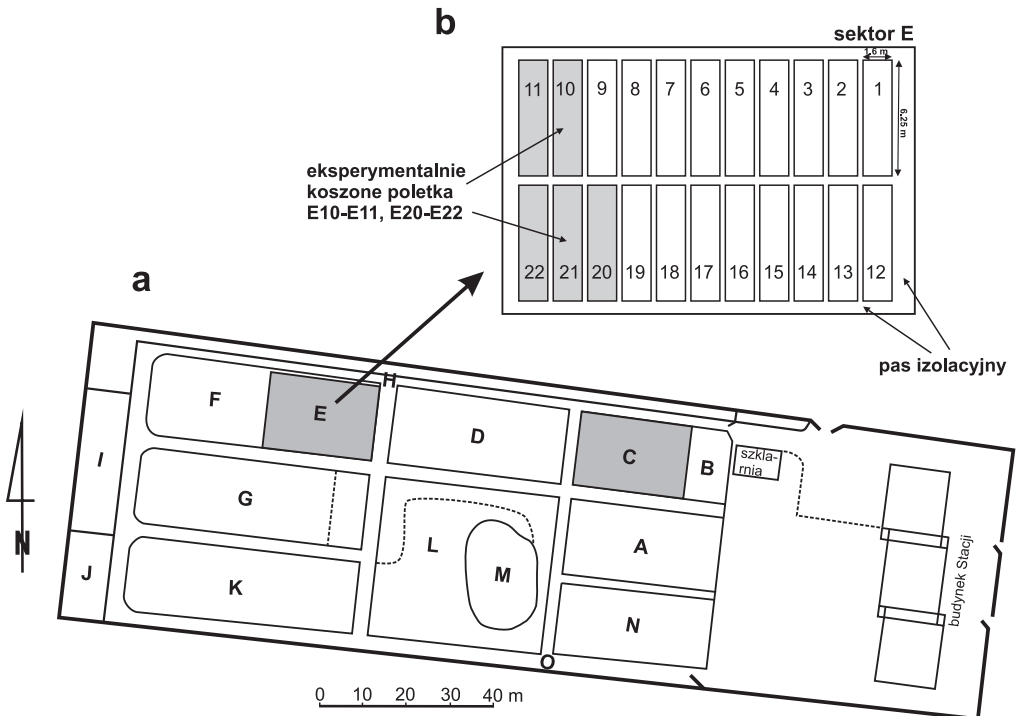 b
sektor E
1,6 m
11 10 9 8 7 6 5 4 3 2 1
6,25 m
eksperymentalnie
koszone poletka
E10-E11, E20-E22
22 21 20 19 18 17 16 15 14 13 12
pas izolacyjny
a
H
F
E
D
C
B
szkla-
rnia
I
G
L
A
M
J
K
N
O
N
budynek Stacji
0 10 20 30 40 m